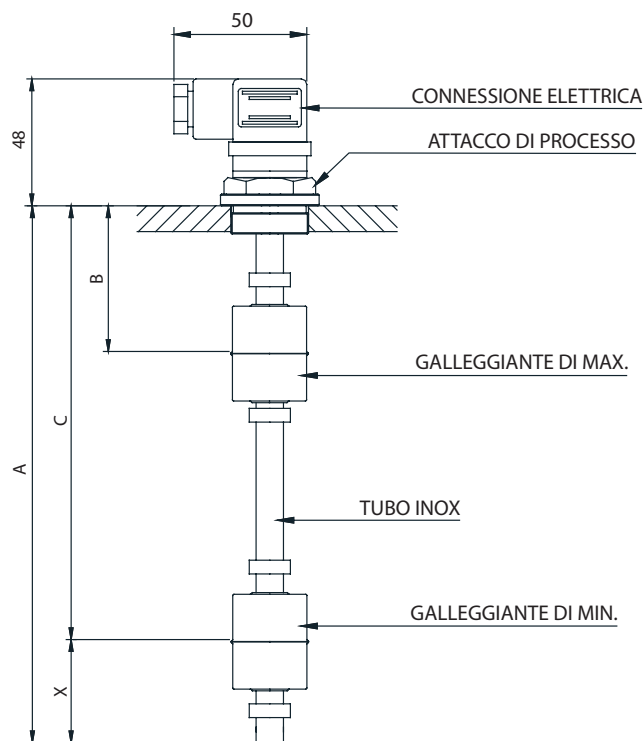 50
CONNESSIONE ELETTRICA
48
ATTACCO DI PROCESSO
B
GALLEGGIANTE DI MAX.
C
A
TUBO INOX
GALLEGGIANTE DI MIN.
X